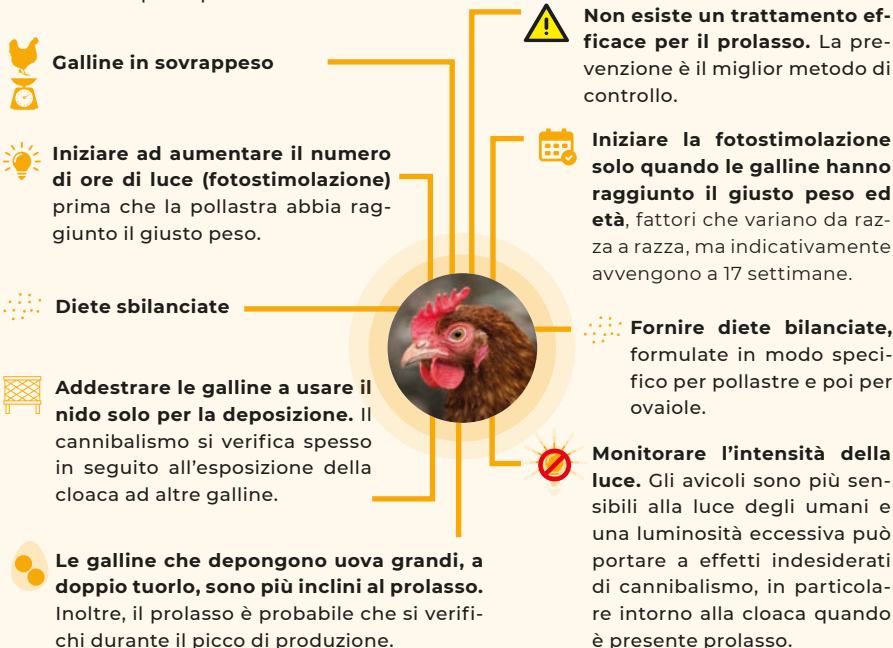 Galline in sovrappeso
Iniziare ad aumentare il numero
di ore di luce (fotostimolazione)
prima che la pollastra abbia rag-
giunto il giusto peso.
Diete sbilanciate
Addestrare le galline a usare il
nido solo per la deposizione. Il
cannibalismo si verifica spesso
in seguito all'esposizione della
cloaca ad altre galline.
Le galline che depongono uova grandi, a
doppio tuorlo, sono più inclini al prolasso.
Inoltre, il prolasso è probabile che si verifi-
chi durante il picco di produzione.
Non esiste un trattamento ef-
ficace per il prolasso. La pre-
venzione è il miglior metodo di
controllo.
Iniziare la fotostimolazione
solo quando le galline hanno
raggiunto il giusto peso ed
età, fattori che variano da raz-
za a razza, ma indicativamente
avvengono a 17 settimane.
Fornire diete bilanciate,
formulate in modo speci-
fico per pollastre e poi per
ovaiole.
Monitorare l'intensità della
luce. Gli avicoli sono più sen-
sibili alla luce degli umani e
una luminosità eccessiva può
portare a effetti indesiderati
di cannibalismo, in particola-
re intorno alla cloaca quando
è presente prolasso.